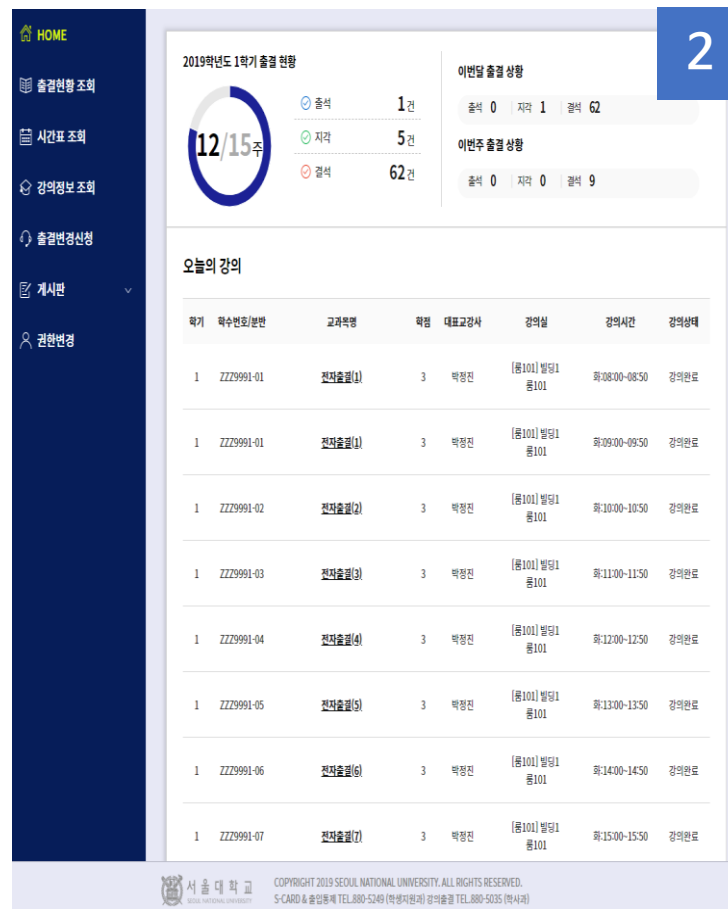 HOME
출결현황 조회
시간표 조회
강의정보 조회
출결변경신청
게시판
권한변경
2
2019학년도 1학기 출결 현황
12/15주
출석 1건
지각 5건
결석 62건
이번달 출결 상황
출석 0 지각 1 결석 62
이번주 출결 상황
출석 0 지각 0 결석 9
오늘의 강의
학기 학수번호/분반 교과목명 학점 대표교강사 강의실 강의시간 강의상태
1 ZZZ9991-01 전자출결(1) 3 박정진 [룸101] 빌딩1 화:08:00~08:50 강의완료
룸101
1 ZZZ9991-01 전자출결(1) 3 박정진 [룸101] 빌딩1 화:09:00~09:50 강의완료
룸101
1 ZZZ9991-02 전자출결(2) 3 박정진 [룸101] 빌딩1 화:10:00~10:50 강의완료
룸101
1 ZZZ9991-03 전자출결(3) 3 박정진 [룸101] 빌딩1 화:11:00~11:50 강의완료
룸101
1 ZZZ9991-04 전자출결(4) 3 박정진 [룸101] 빌딩1 화:12:00~12:50 강의완료
룸101
1 ZZZ9991-05 전자출결(5) 3 박정진 [룸101] 빌딩1 화:13:00~13:50 강의완료
룸101
1 ZZZ9991-06 전자출결(6) 3 박정진 [룸101] 빌딩1 화:14:00~14:50 강의완료
룸101
1 ZZZ9991-07 전자출결(7) 3 박정진 [룸101] 빌딩1 화:15:00~15:50 강의완료
룸101
서울대학교
SEOUL NATIONAL UNIVERSITY
COPYRIGHT 2019 SEOUL NATIONAL UNIVERSITY. ALL RIGHTS RESERVED.
S-CARD & 출입통제 TEL.880-5249 (학생지원과) 강의출결 TEL.880-5035 (학사과)